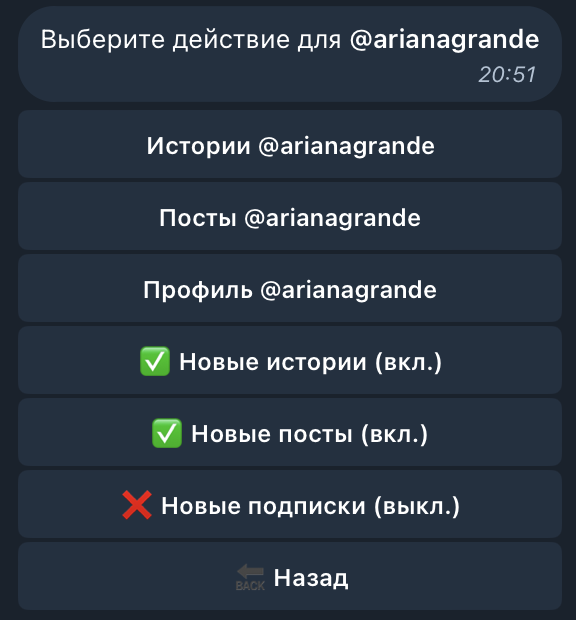 Выберите действие для @arianagrande
20:51
Истории @arianagrande
Посты @arianagrande
Профиль @arianagrande
✅ Новые истории (вкл.)
✅ Новые посты (вкл.)
❌ Новые подписки (выкл.)
🔙 Назад